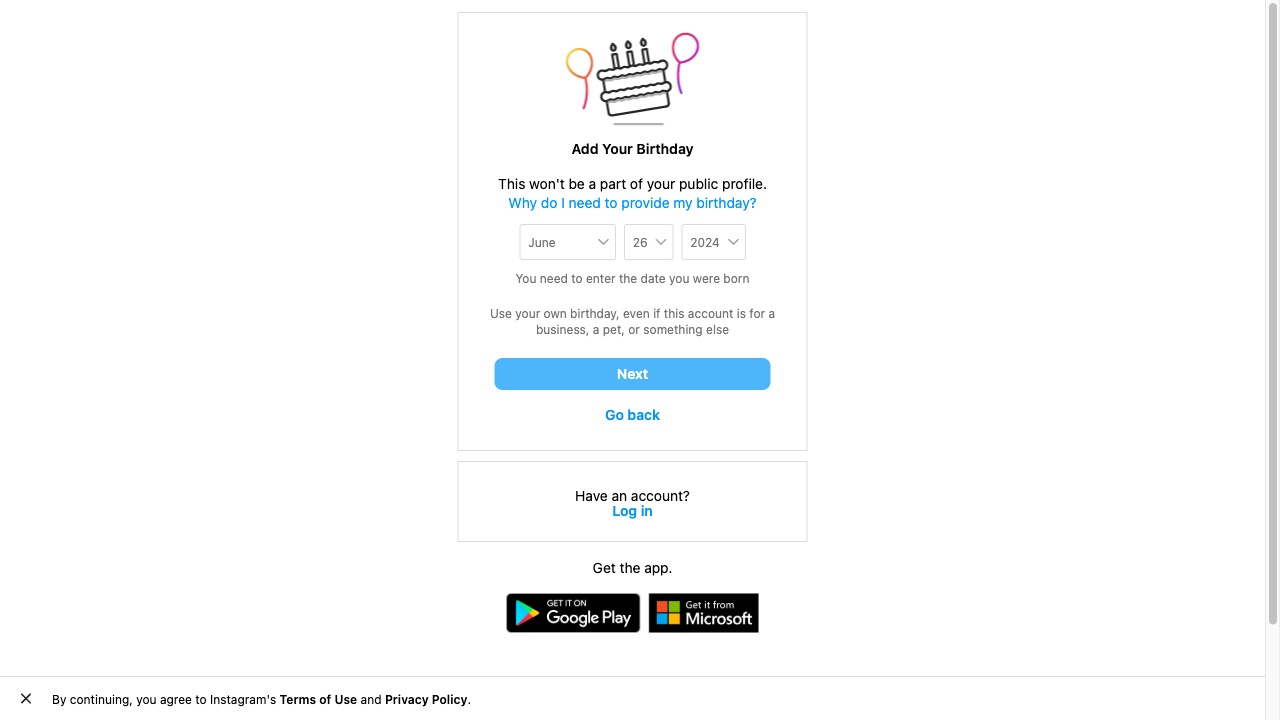 Add Your Birthday
This won't be a part of your public profile.
Why do I need to provide my birthday?
June 26 2024
You need to enter the date you were born
Use your own birthday, even if this account is for a
business, a pet, or something else
Next
Go back
Have an account?
Log in
Get the app.
GET IT ON
Google Play
Get it from
Microsoft
By continuing, you agree to Instagram's Terms of Use and Privacy Policy.